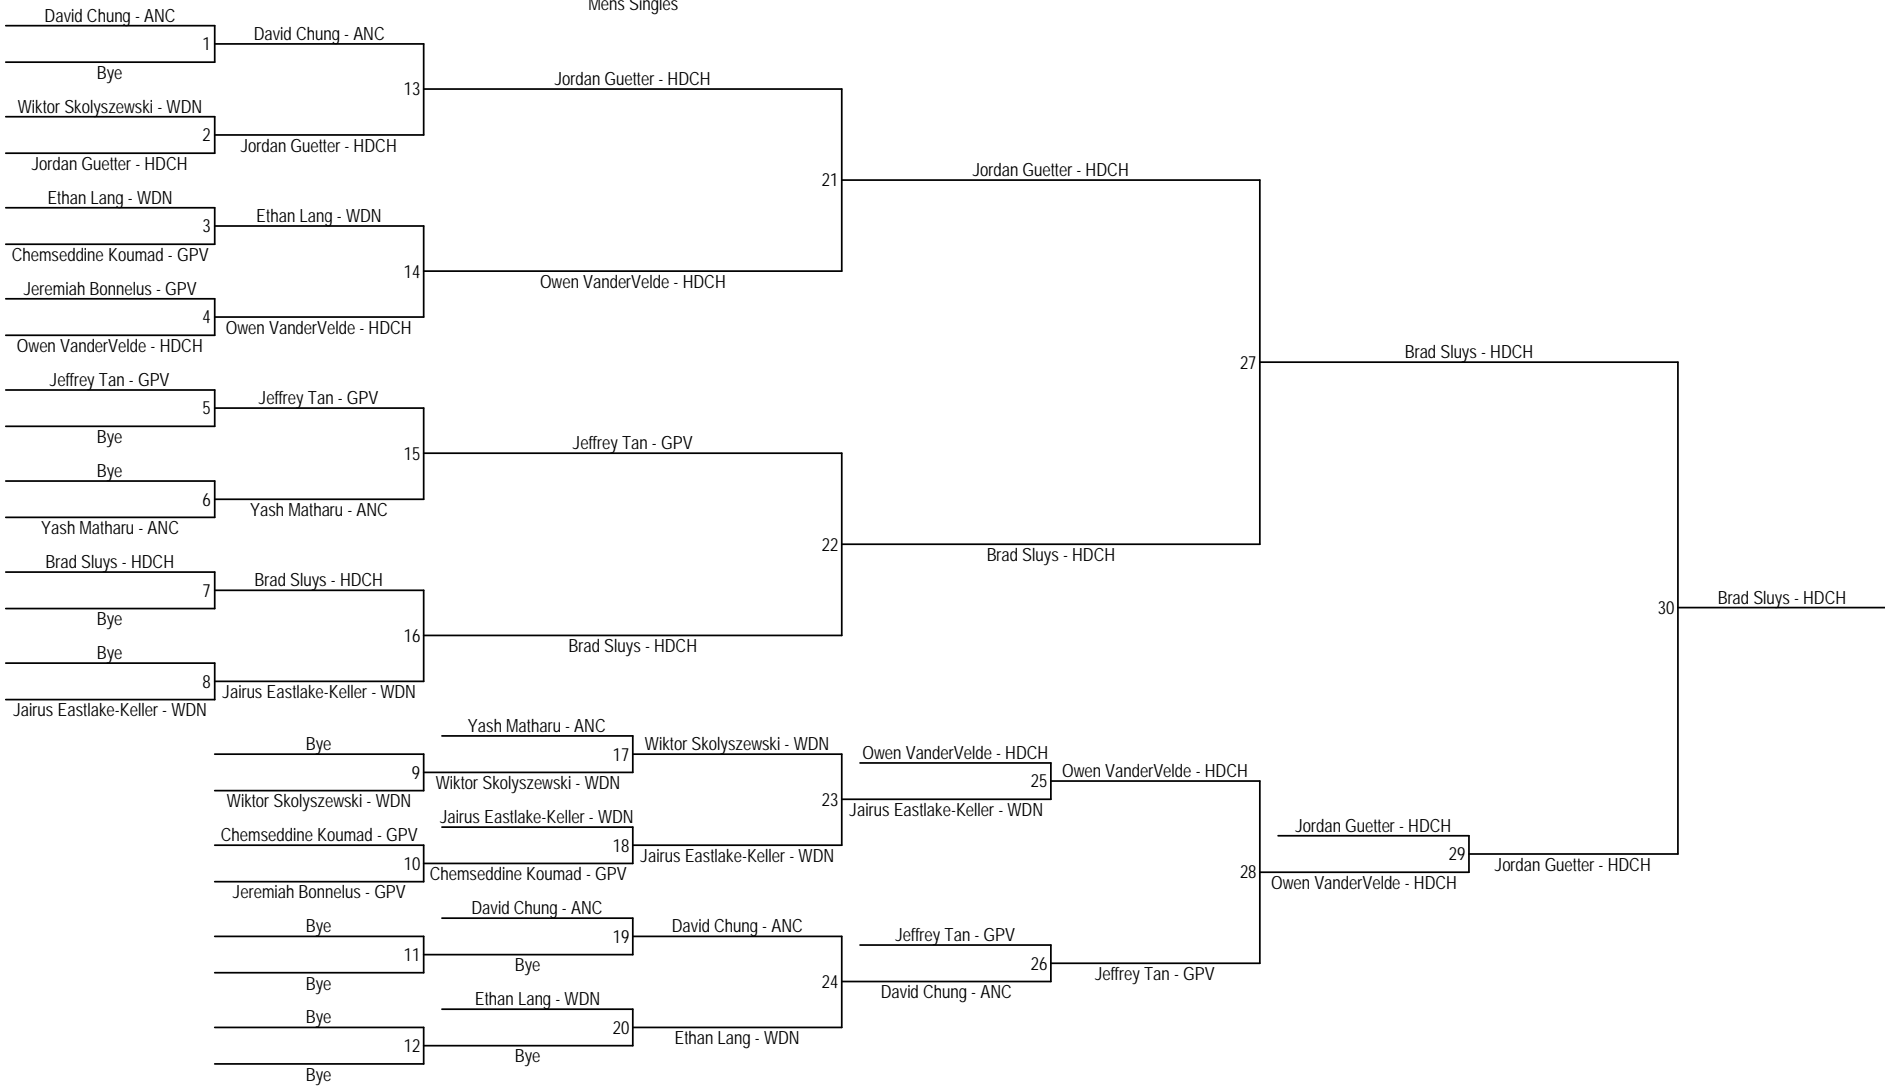 Mens Singles
David Chung - ANC
1
Bye
David Chung - ANC
Wiktor Skolyszewski - WDN
2
Jordan Guetter - HDCH
Jordan Guetter - HDCH
13
Jordan Guetter - HDCH
Ethan Lang - WDN
3
Chemseddine Koumad - GPV
Ethan Lang - WDN
Jeremiah Bonnelus - GPV
4
Owen VanderVelde - HDCH
Owen VanderVelde - HDCH
14
Owen VanderVelde - HDCH
21
Jordan Guetter - HDCH
Jeffrey Tan - GPV
5
Bye
Jeffrey Tan - GPV
Bye
6
Yash Matharu - ANC
Yash Matharu - ANC
15
Jeffrey Tan - GPV
Brad Sluys - HDCH
7
Bye
Brad Sluys - HDCH
Bye
8
Jairus Eastlake-Keller - WDN
Jairus Eastlake-Keller - WDN
16
Brad Sluys - HDCH
22
Brad Sluys - HDCH
27
Brad Sluys - HDCH
Bye
9
Wiktor Skolyszewski - WDN
Yash Matharu - ANC
17
Wiktor Skolyszewski - WDN
Wiktor Skolyszewski - WDN
Chemseddine Koumad - GPV
10
Jeremiah Bonnelus - GPV
Jairus Eastlake-Keller - WDN
18
Chemseddine Koumad - GPV
Jairus Eastlake-Keller - WDN
23
Owen VanderVelde - HDCH
25
Jairus Eastlake-Keller - WDN
Owen VanderVelde - HDCH
Bye
11
Bye
David Chung - ANC
19
Bye
David Chung - ANC
Bye
12
Bye
Ethan Lang - WDN
20
Bye
Ethan Lang - WDN
24
Jeffrey Tan - GPV
26
David Chung - ANC
Jeffrey Tan - GPV
28
Jordan Guetter - HDCH
29
Owen VanderVelde - HDCH
Jordan Guetter - HDCH
30
Brad Sluys - HDCH